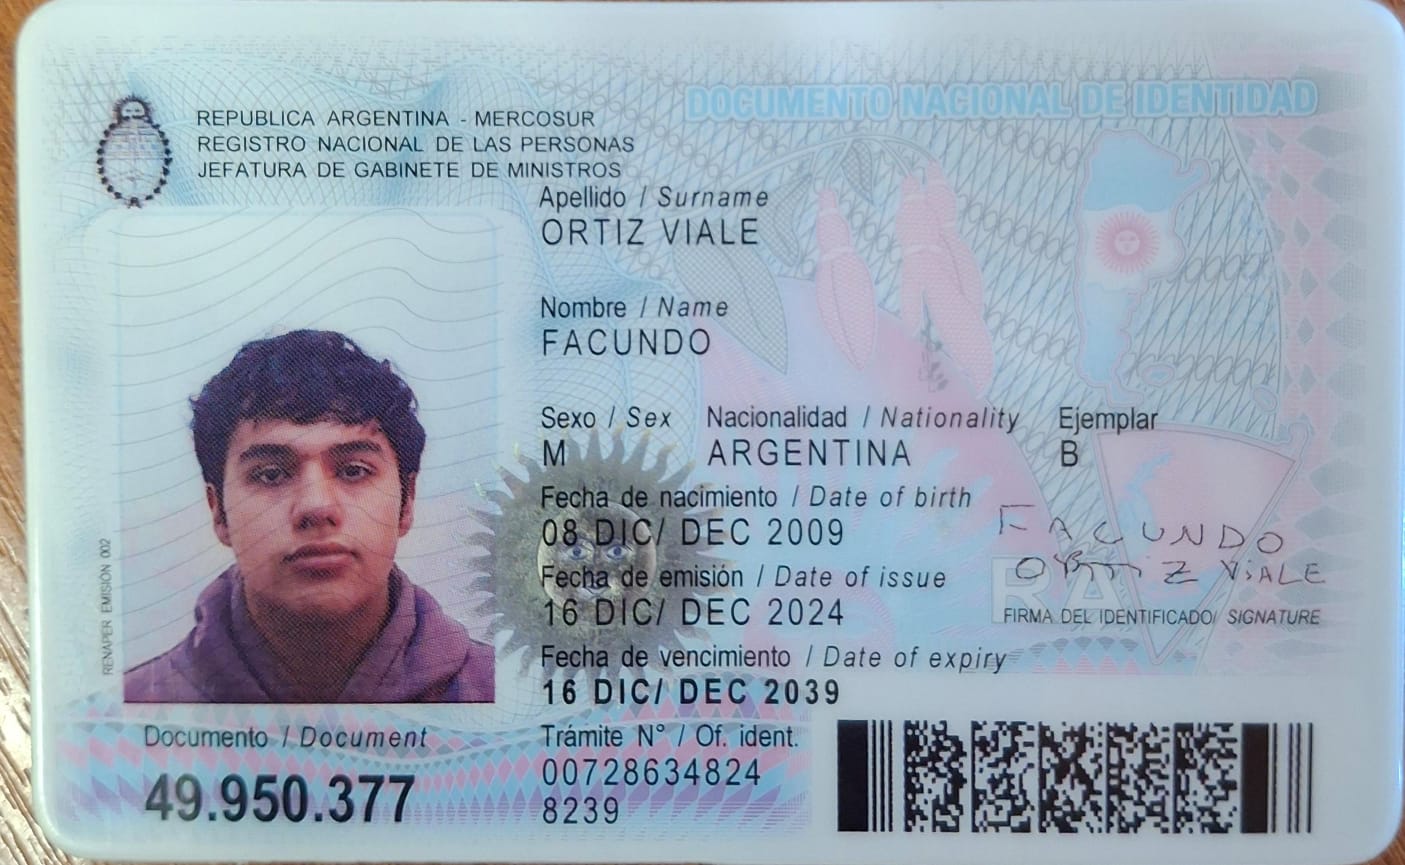 REPUBLICA ARGENTINA - MERCOSUR
REGISTRO NACIONAL DE LAS PERSONAS
JEFATURA DE GABINETE DE MINISTROS
DOCUMENTO NACIONAL DE IDENTIDAD
Apellido / Surname
ORTIZ VIALE
Nombre / Name
FACUNDO
Sexo / Sex Nacionalidad / Nationality Ejemplar
M ARGENTINA B
Fecha de nacimiento / Date of birth
08 DIC/ DEC 2009
Fecha de emisión / Date of issue
16 DIC/ DEC 2024
Fecha de vencimiento / Date of expiry
16 DIC/ DEC 2039
FACUNDO
ORTIZ VIALE
RA
FIRMA DEL IDENTIFICADO/ SIGNATURE
RENAPER EMISIÓN 002
Documento / Document
49.950.377
Trámite N° / Of. ident.
00728634824
8239